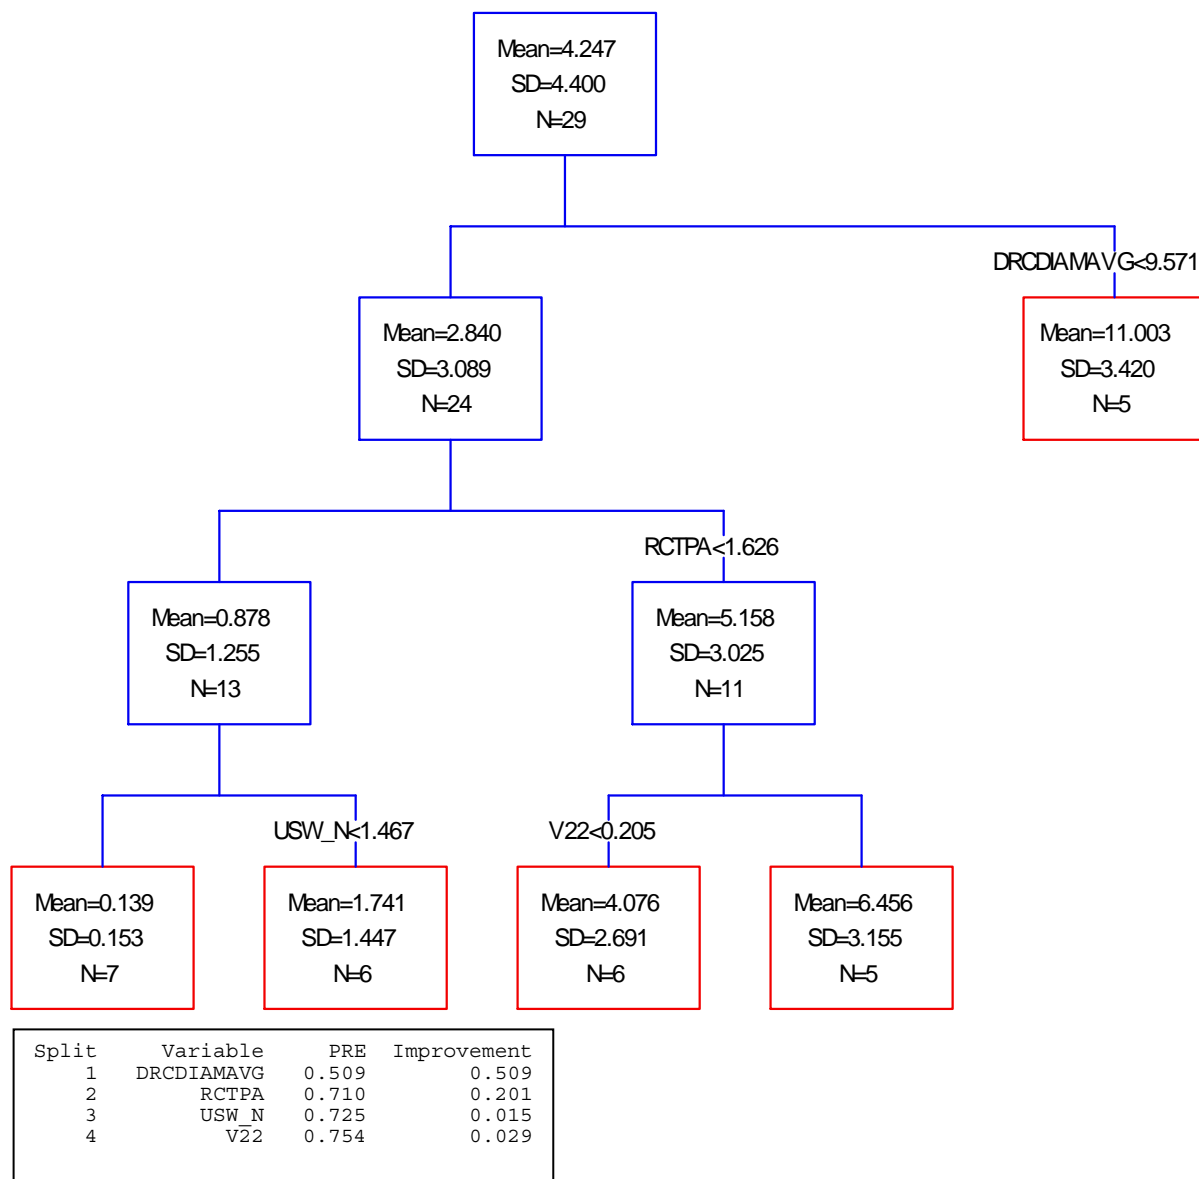 Mean=4.247
SD=4.400
N=29
DRCDIAMAVG<9.571
Mean=2.840
SD=3.089
N=24
Mean=11.003
SD=3.420
N=5
RCTPA<1.626
Mean=0.878
SD=1.255
N=13
Mean=5.158
SD=3.025
N=11
USW_N<1.467
V22<0.205
Mean=0.139
SD=0.153
N=7
Mean=1.741
SD=1.447
N=6
Mean=4.076
SD=2.691
N=6
Mean=6.456
SD=3.155
N=5
Split Variable PRE Improvement
1 DRCDIAMAVG 0.509 0.509
2 RCTPA 0.710 0.201
3 USW_N 0.725 0.015
4 V22 0.754 0.029